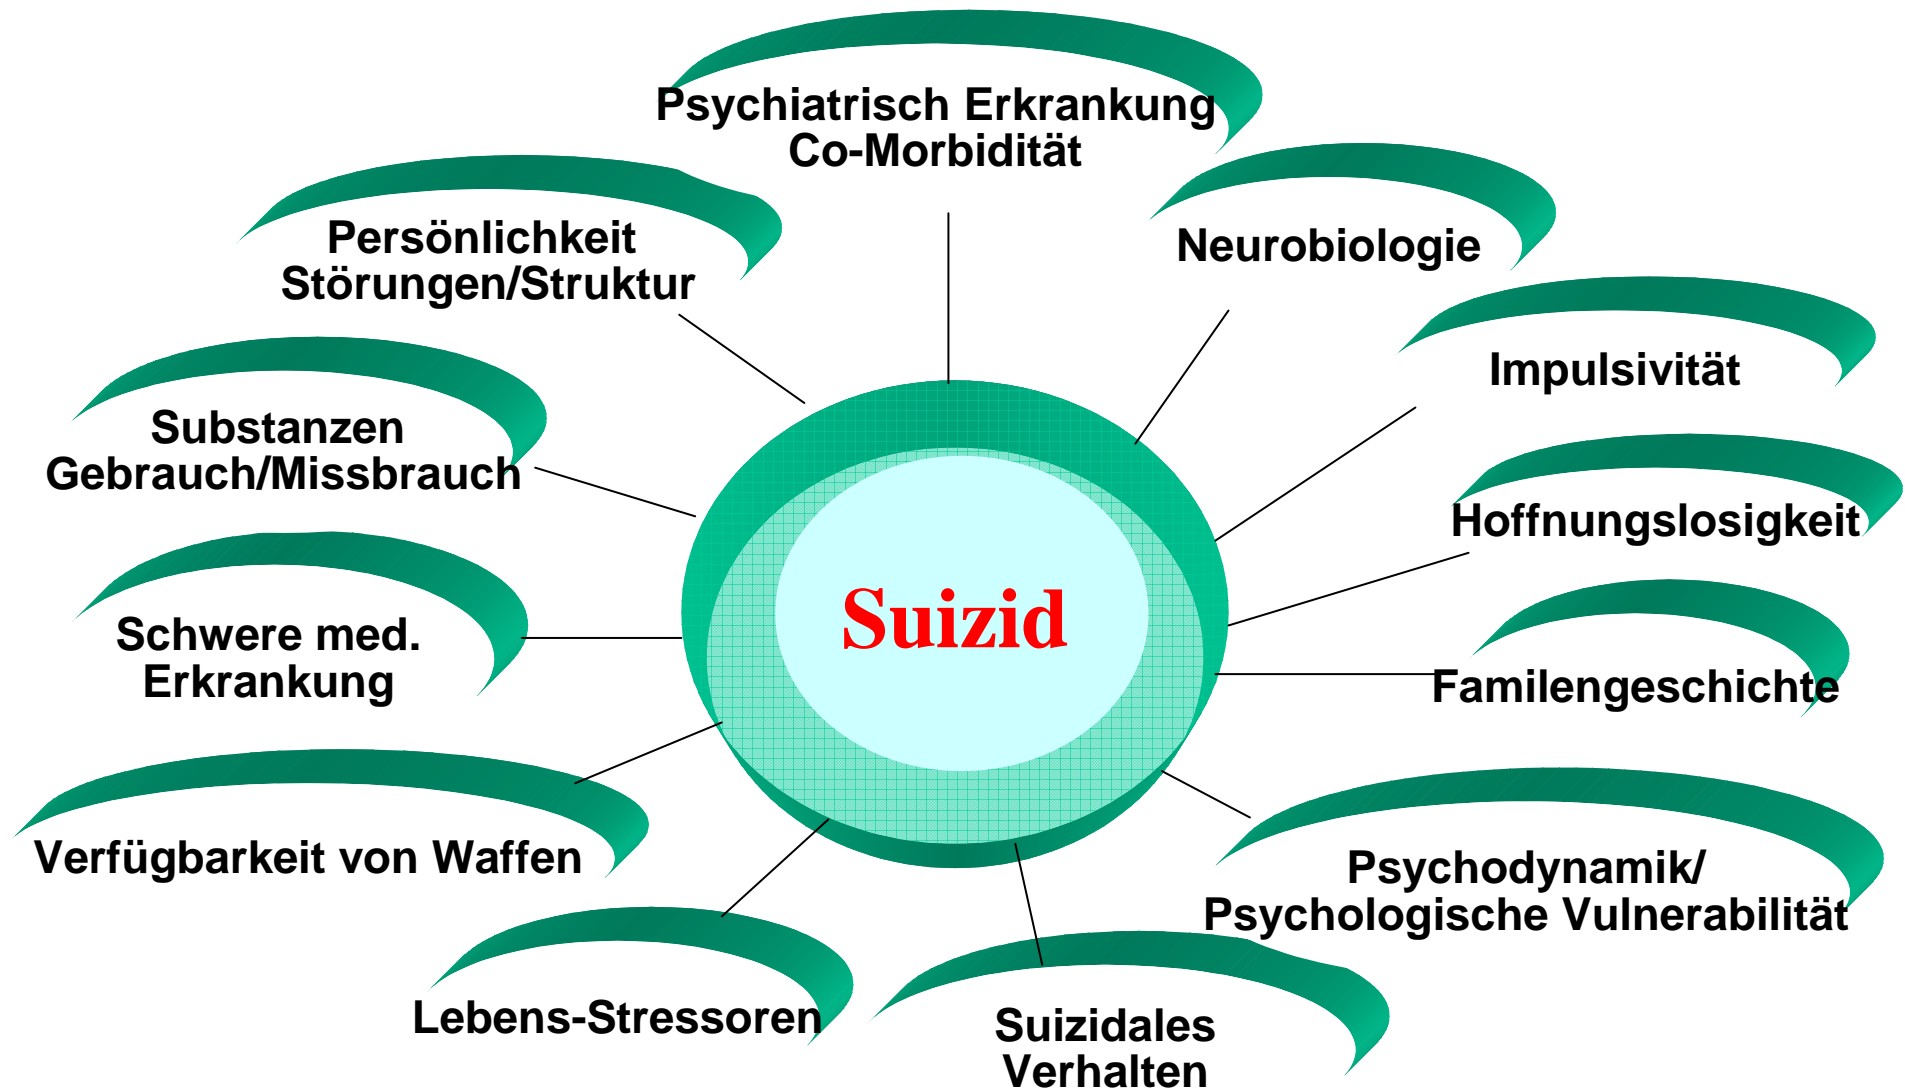 Psychiatrisch Erkrankung
Co-Morbidität
Persönlichkeit
Störungen/Struktur
Neurobiologie
Impulsivität
Substanzen
Gebrauch/Missbrauch
Hoffnungslosigkeit
Suizid
Schwere med.
Erkrankung
Familengeschichte
Verfügbarkeit von Waffen
Psychodynamik/
Psychologische Vulnerabilität
Lebens-Stressoren
Suizidales
Verhalten